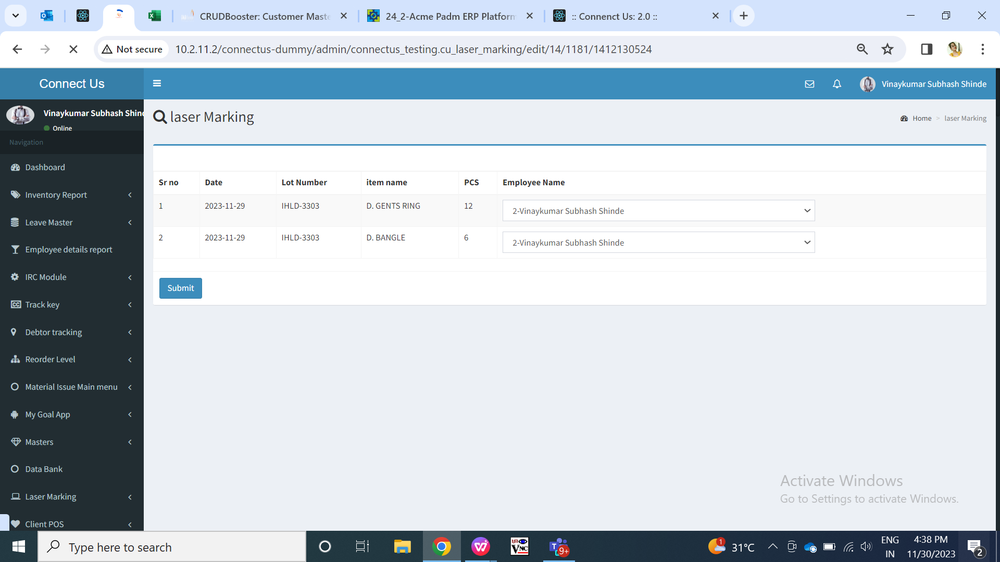 CRUDBooster: Customer Maste
24_2-Acme Padm ERP Platform
:: Connenct Us: 2.0 ::
Not secure
10.2.11.2/connectus-dummy/admin/connectus_testing.cu_laser_marking/edit/14/1181/1412130524
Connect Us
Vinaykumar Subhash Shinde
Vinaykumar Subhash Shind
Online
Navigation
Dashboard
Inventory Report
Leave Master
Employee details report
IRC Module
Track key
Debtor tracking
Reorder Level
Material Issue Main menu
My Goal App
Masters
Data Bank
Laser Marking
Client POS
laser Marking
Home > laser Marking
Sr no Date Lot Number item name PCS Employee Name
1 2023-11-29 IHLD-3303 D. GENTS RING 12 2-Vinaykumar Subhash Shinde
2 2023-11-29 IHLD-3303 D. BANGLE 6 2-Vinaykumar Subhash Shinde
Submit
Activate Windows
Go to Settings to activate Windows.
Type here to search
VNC
T
9+
1
31°C
ENG
IN
4:38 PM
11/30/2023
2